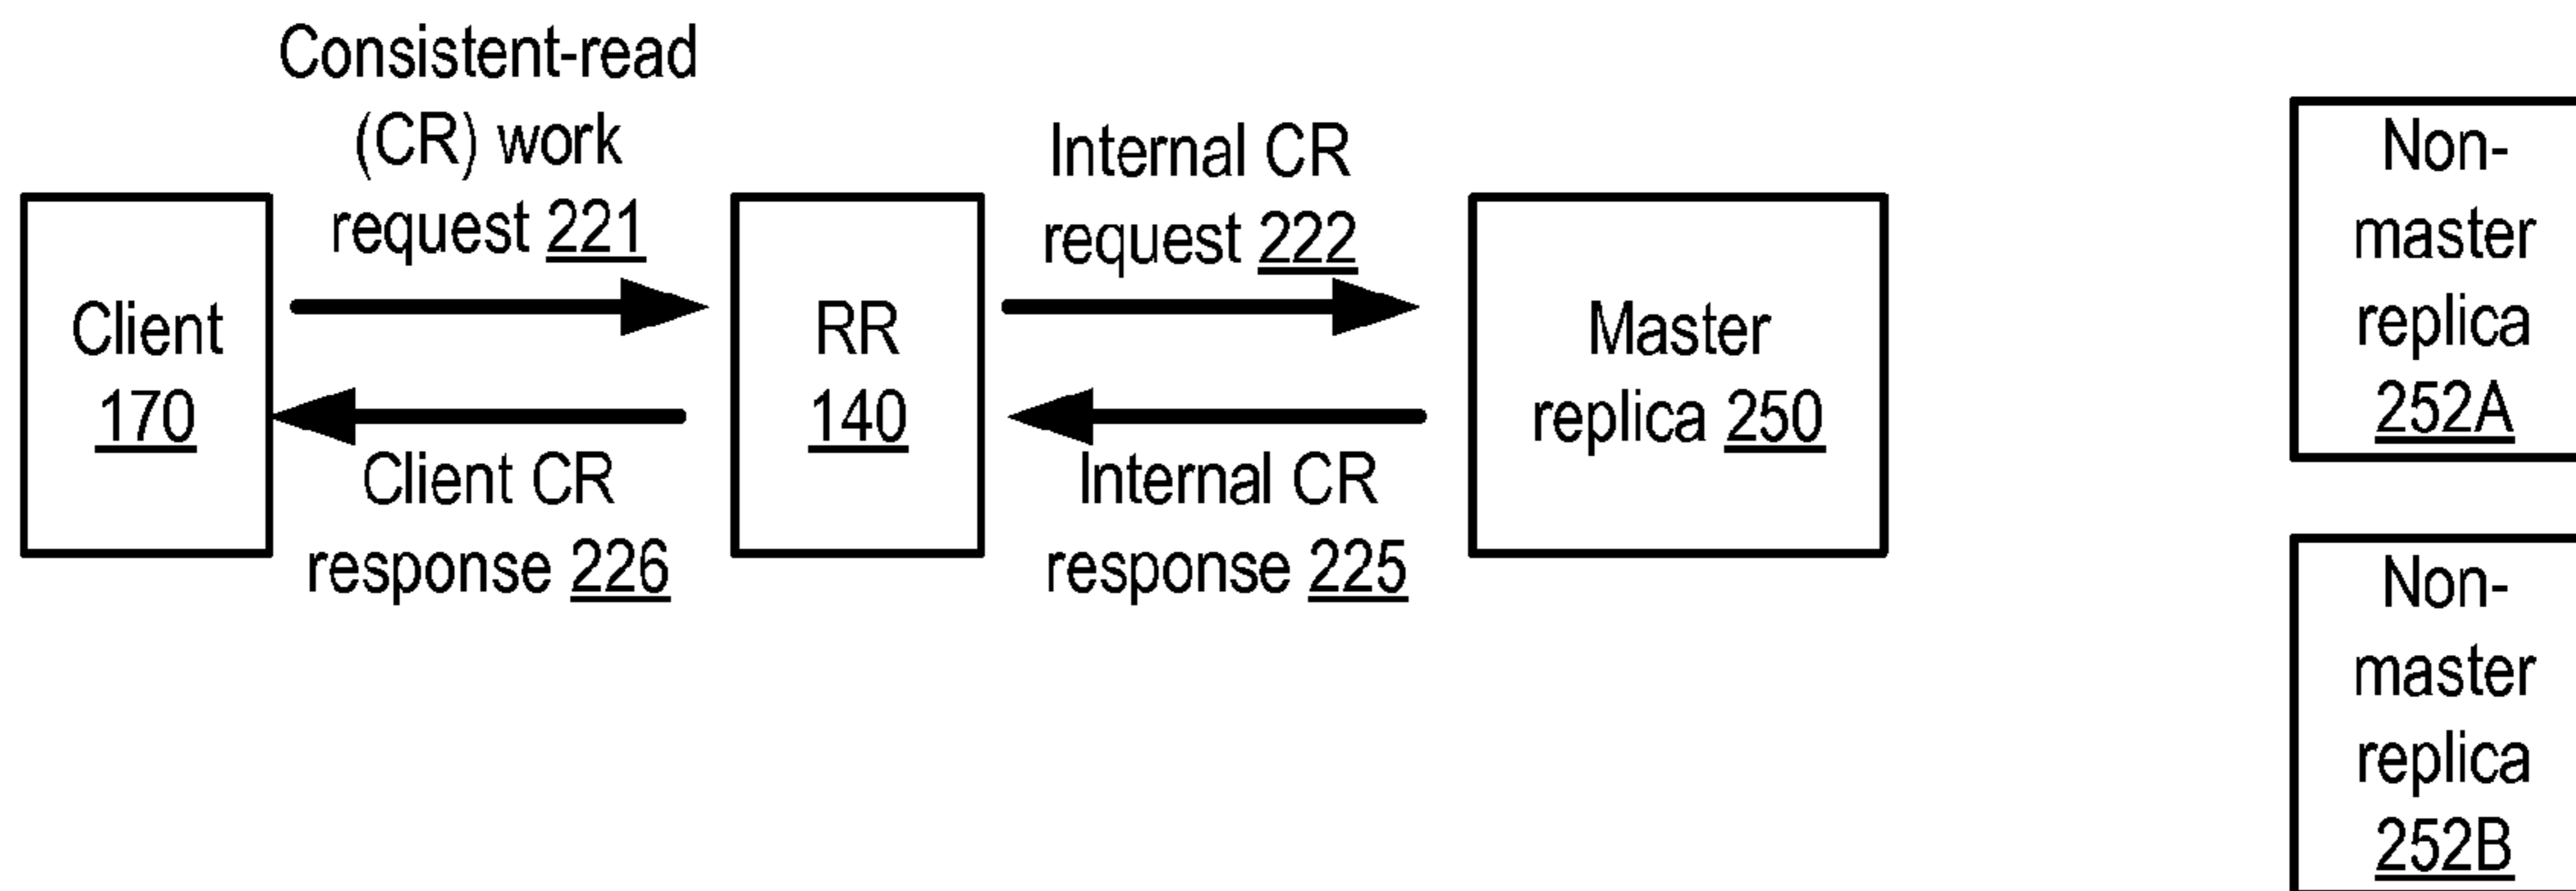 Consistent-read
(CR) work
request 221
Internal CR
request 222
Client
170
RR
140
Master
replica 250
Client CR
response 226
Internal CR
response 225
Non-
master
replica
252A
Non-
master
replica
252B